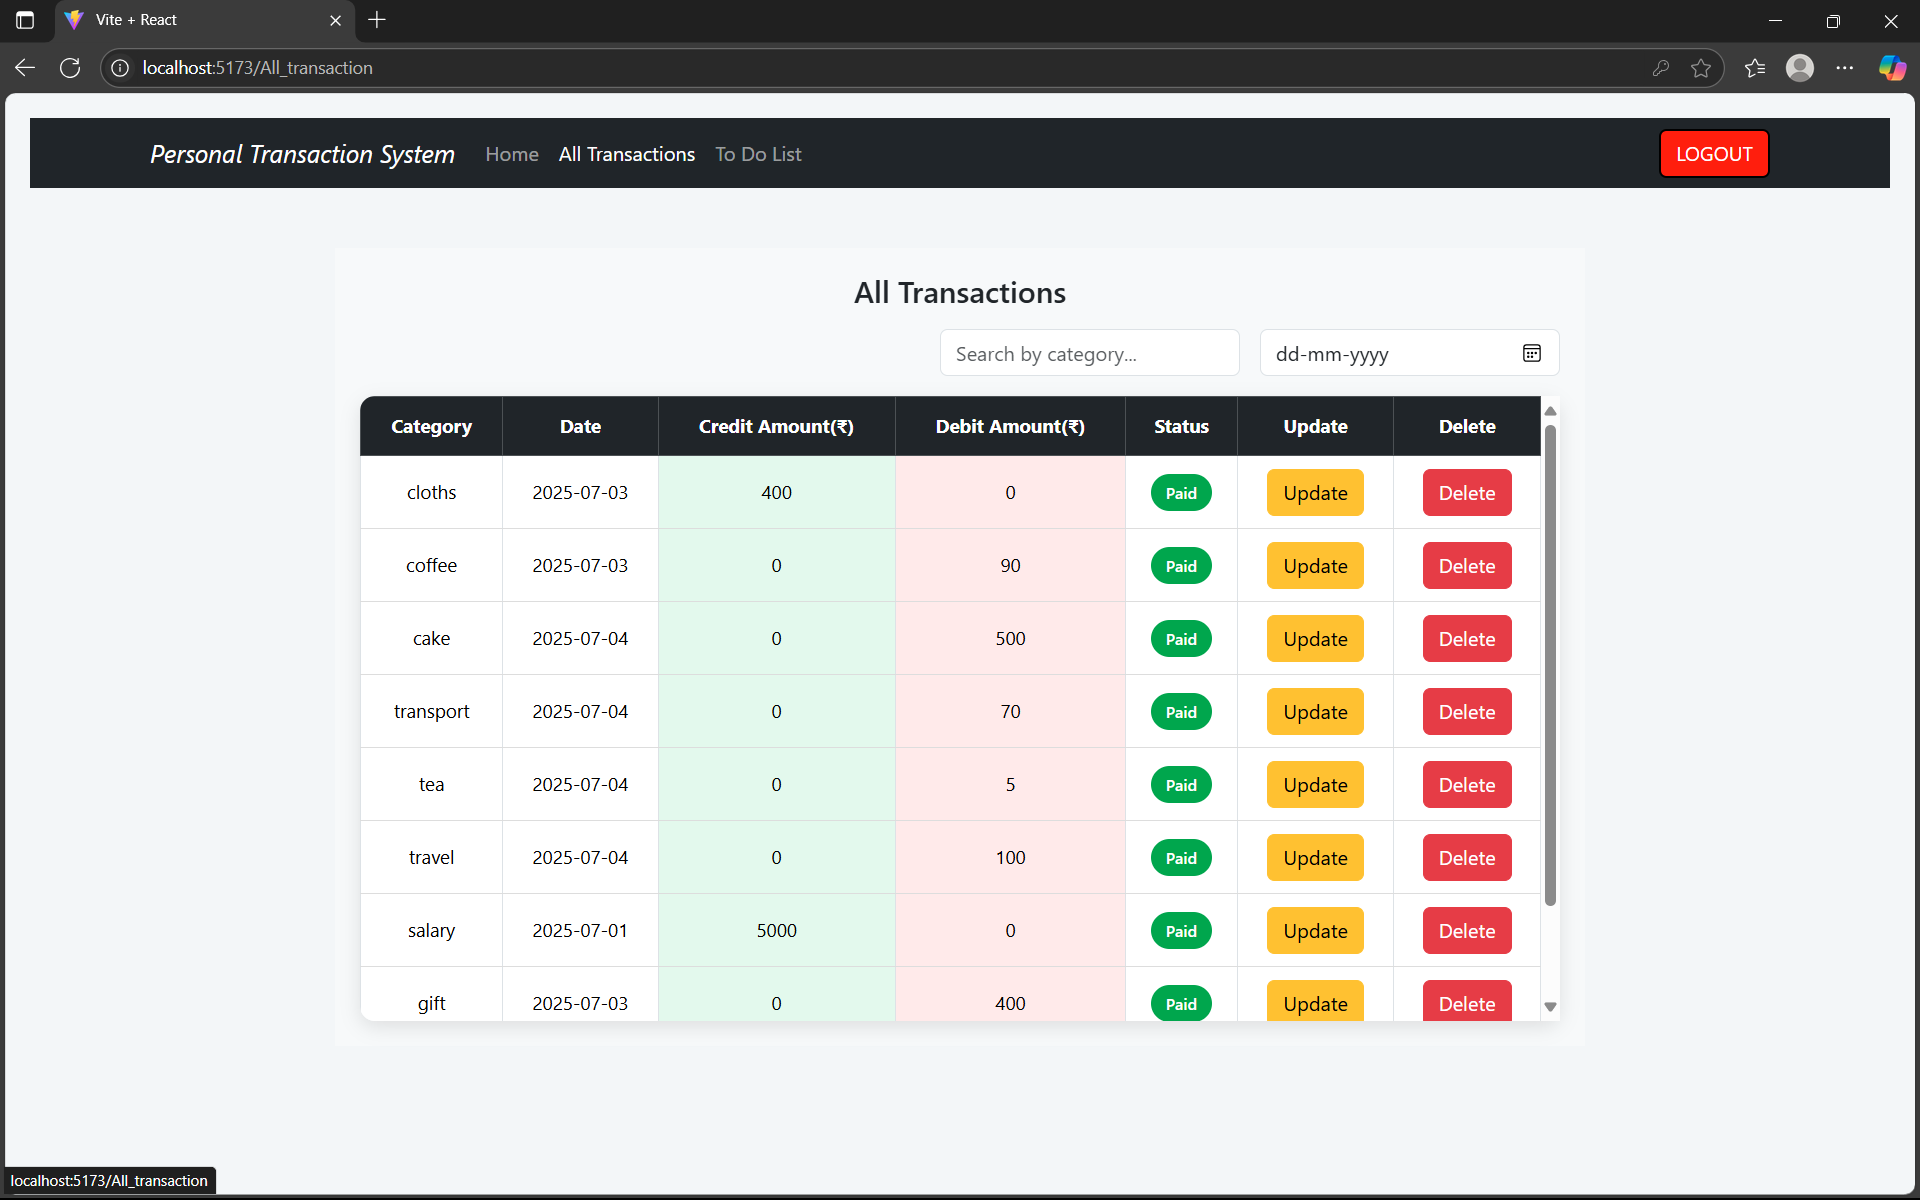 Vite + React
localhost:5173/All_transaction
Personal Transaction System Home All Transactions To Do List LOGOUT
All Transactions
Search by category... dd-mm-yyyy
Category Date Credit Amount(₹) Debit Amount(₹) Status Update Delete
cloths 2025-07-03 400 0 Paid Update Delete
coffee 2025-07-03 0 90 Paid Update Delete
cake 2025-07-04 0 500 Paid Update Delete
transport 2025-07-04 0 70 Paid Update Delete
tea 2025-07-04 0 5 Paid Update Delete
travel 2025-07-04 0 100 Paid Update Delete
salary 2025-07-01 5000 0 Paid Update Delete
gift 2025-07-03 0 400 Paid Update Delete
localhost:5173/All_transaction